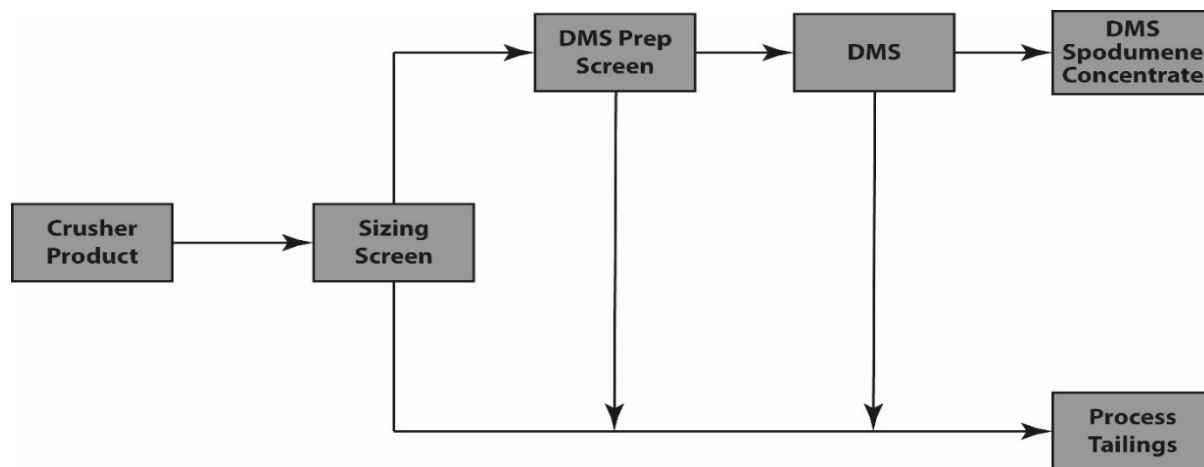 DMS Prep
Screen
DMS
DMS
Spodumene
Concentrate
Crusher
Product
Sizing
Screen
Process
Tailings